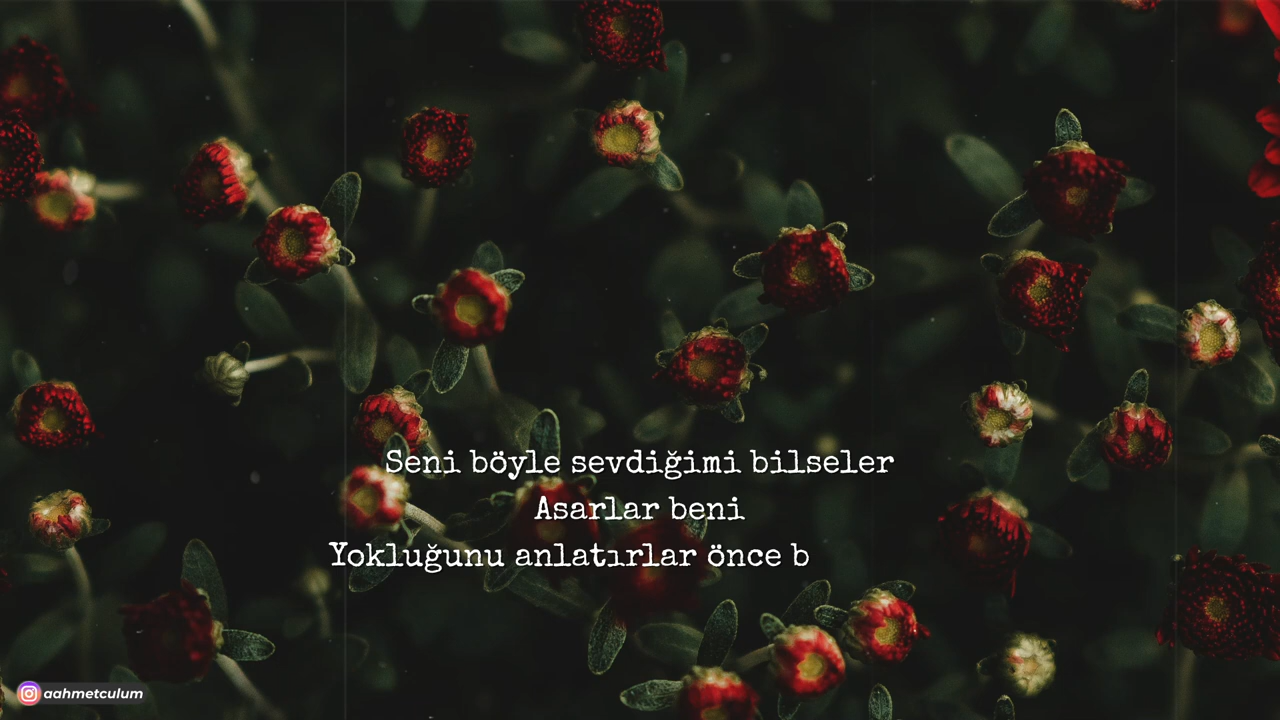 Seni böyle sevdiğimi bilseler
Asarlar beni
Yokluğunu anlatırlar önce b
aahmetculum